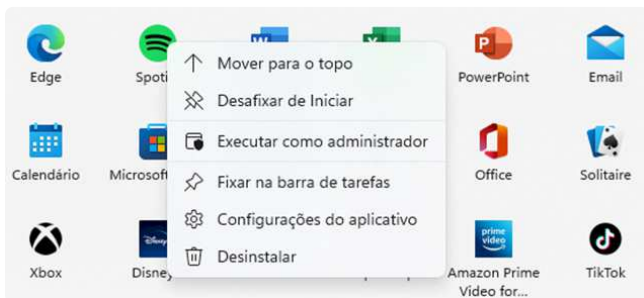 Edge
Spoti
PowerPoint
Email
Mover para o topo
Desafixar de Iniciar
Executar como administrador
Fixar na barra de tarefas
Configurações do aplicativo
Desinstalar
Calendário
Microsoft
Office
Solitaire
Xbox
Disney
prime video
Amazon Prime
Video for...
TikTok